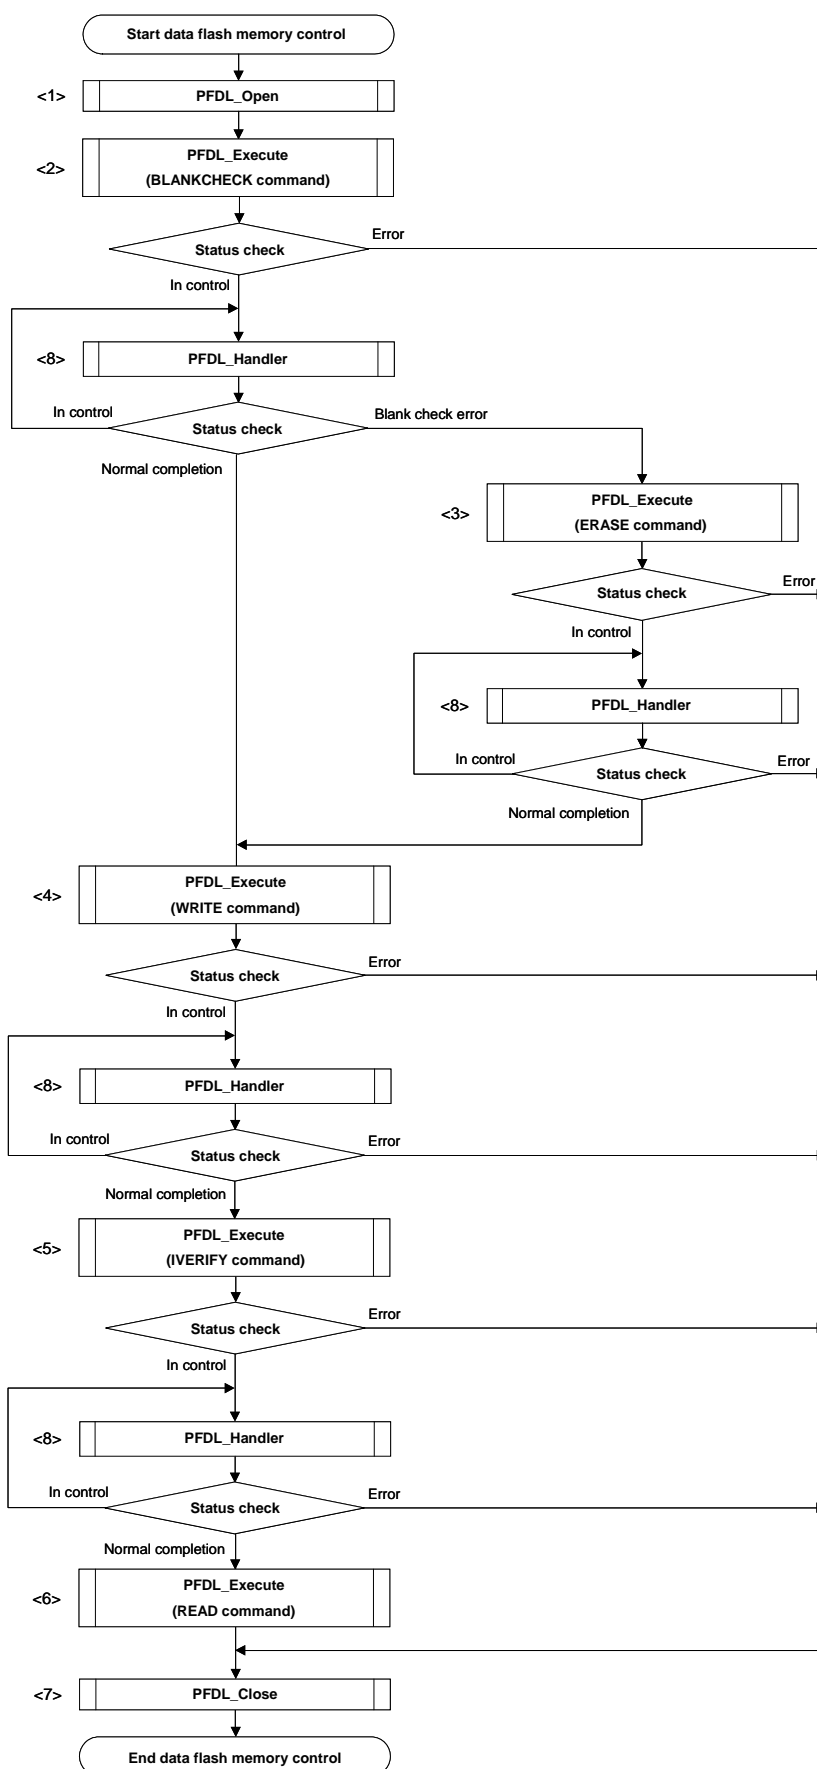 Start data flash memory control
<1>
PFDL_Open
<2>
PFDL_Execute
(BLANKCHECK command)
Status check
Error
In control
<8>
PFDL_Handler
In control
Status check
Blank check error
Normal completion
<3>
PFDL_Execute
(ERASE command)
Status check
Error
In control
<8>
PFDL_Handler
In control
Status check
Error
Normal completion
<4>
PFDL_Execute
(WRITE command)
Status check
Error
In control
<8>
PFDL_Handler
In control
Status check
Error
Normal completion
<5>
PFDL_Execute
(IVERIFY command)
Status check
Error
In control
<8>
PFDL_Handler
In control
Status check
Error
Normal completion
<6>
PFDL_Execute
(READ command)
<7>
PFDL_Close
End data flash memory control